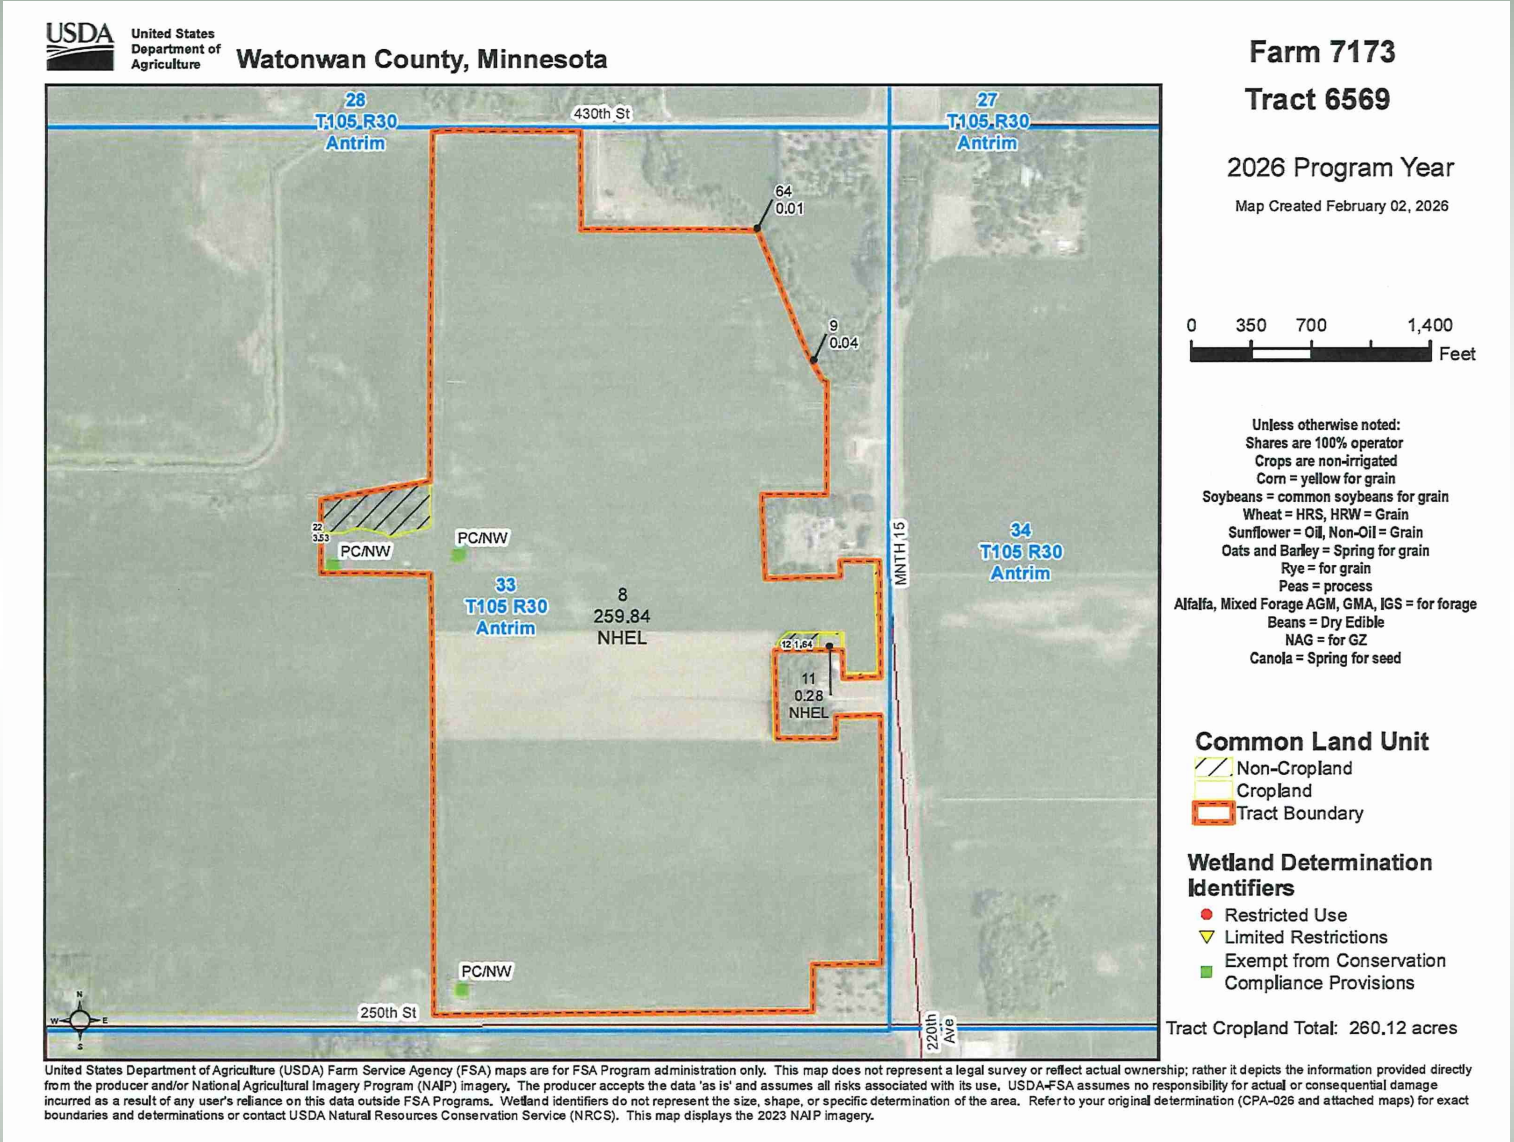 USDA
United States
Department of
Agriculture
Watonwan County, Minnesota
Farm 7173
Tract 6569
2026 Program Year
Map Created February 02, 2026
28
T105 R30
Antrim
430th St
27
T105 R30
Antrim
64
0.01
9
0.04
22
3.53
PC/NW
PC/NW
33
T105 R30
Antrim
8
259.84
NHEL
12 1.64
11
0.28
NHEL
MNTH 15
34
T105 R30
Antrim
PC/NW
250th St
220th
Ave
N
W
E
S
0 350 700 1,400
Feet
Unless otherwise noted:
Shares are 100% operator
Crops are non-irrigated
Corn = yellow for grain
Soybeans = common soybeans for grain
Wheat = HRS, HRW = Grain
Sunflower = Oil, Non-Oil = Grain
Oats and Barley = Spring for grain
Rye = for grain
Peas = process
Alfalfa, Mixed Forage AGM, GMA, IGS = for forage
Beans = Dry Edible
NAG = for GZ
Canola = Spring for seed
Common Land Unit
Non-Cropland
Cropland
Tract Boundary
Wetland Determination
Identifiers
Restricted Use
Limited Restrictions
Exempt from Conservation
Compliance Provisions
Tract Cropland Total: 260.12 acres
United States Department of Agriculture (USDA) Farm Service Agency (FSA) maps are for FSA Program administration only. This map does not represent a legal survey or reflect actual ownership; rather it depicts the information provided directly
from the producer and/or National Agricultural Imagery Program (NAIP) imagery. The producer accepts the data 'as is' and assumes all risks associated with its use. USDA-FSA assumes no responsibility for actual or consequential damage
incurred as a result of any user's reliance on this data outside FSA Programs. Wetland identifiers do not represent the size, shape, or specific determination of the area. Refer to your original determination (CPA-026 and attached maps) for exact
boundaries and determinations or contact USDA Natural Resources Conservation Service (NRCS). This map displays the 2023 NAIP imagery.